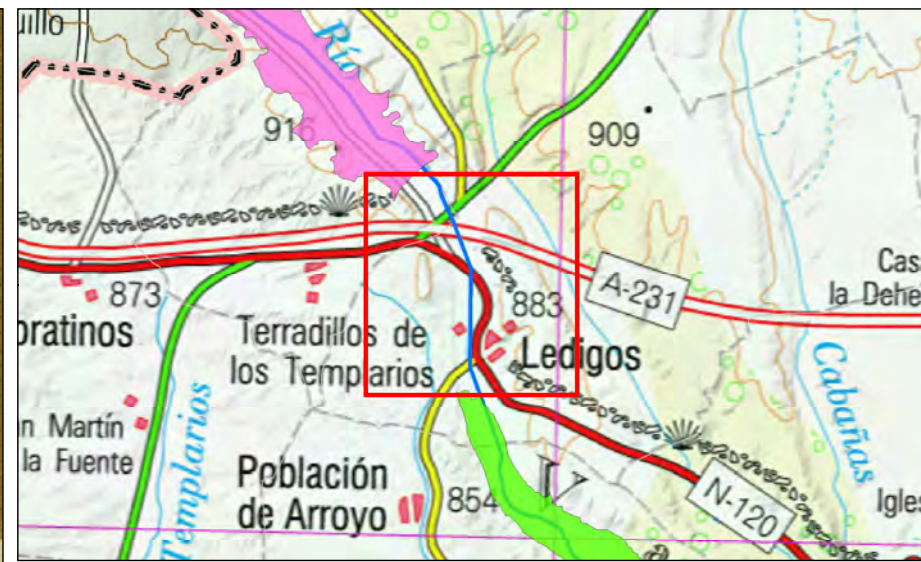 uillo
Río
916
909
873
883
A-231
Cas
la Dehe
oratinos
Terradillos de
los Templarios
Ledigos
Cabañas
n Martín
la Fuente
Templarios
Población
de Arroyo
854
N-120
Igles
a